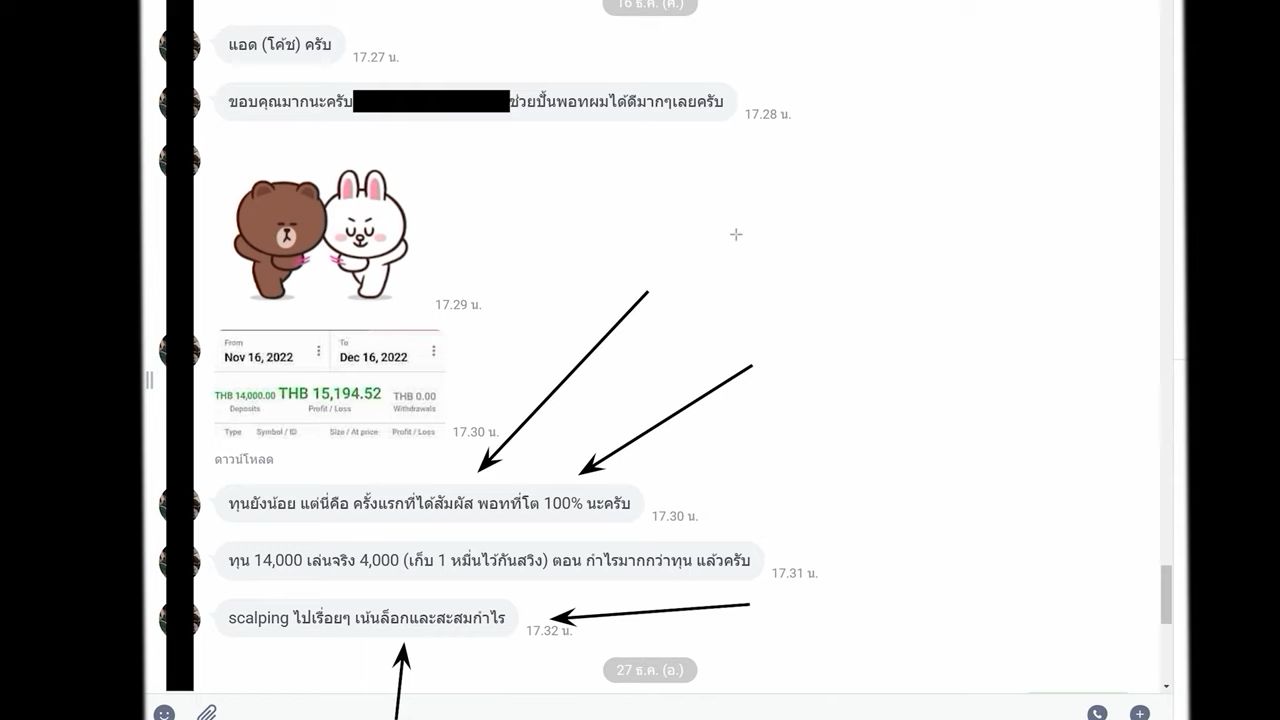 16 ธ.ค. (ศ.)
แอด (โค้ช) ครับ
17.27 น.
ขอบคุณมากนะครับ
ช่วยปั้นพอทผมได้ดีมากๆเลยครับ
17.28 น.
17.29 น.
From
To
Nov 16, 2022
Dec 16, 2022
THB 14,000.00 THB 15,194.52 THB 0.00
Deposits Profit / Loss Withdrawals
Type Symbol / ID Size / At price Profit / Loss
17.30 น.
ดาวน์โหลด
ทุนยังน้อย แต่นี่คือ ครั้งแรกที่ได้สัมผัส พอทที่โต 100% นะครับ
17.30 น.
ทุน 14,000 เล่นจริง 4,000 (เก็บ 1 หมื่นไว้กันสวิง) ตอน กำไรมากกว่าทุน แล้วครับ
17.31 น.
scalping ไปเรื่อยๆ เน้นล็อกและสะสมกำไร
17.32 น.
27 ธ.ค. (อ.)